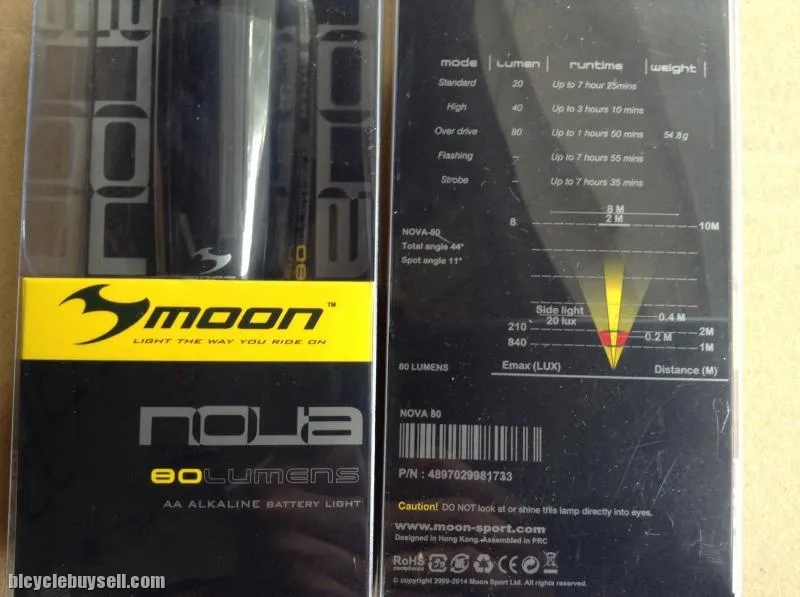 nova
moon™
LIGHT THE WAY YOU RIDE ON
nova
80LUMENS
AA ALKALINE BATTERY LIGHT
mode | Lumen | runtime | weight |
Standard 20 Up to 7 hour 25mins
High 40 Up to 3 hours 10 mins
Over drive 80 Up to 1 hours 50 mins 54.8g
Flashing – Up to 7 hours 55 mins
Strobe – Up to 7 hours 35 mins
8 M
8 2 M 10M
NOVA-80
Total angle 44°
Spot angle 11°
Side light
20 lux
0.4 M
210 2M
0.2 M
840 1M
80 LUMENS Emax (LUX) Distance (M)
NOVA 80
P/N : 4897029981733
Caution! DO NOT look at or shine this lamp directly into eyes.
www.moon-sport.com
Designed in Hong Kong. Assembled in PRC
RoHS
compliance
CE
© copyright 2009-2014 Moon Sport Ltd. All rights reserved.
bicyclebuysell.com